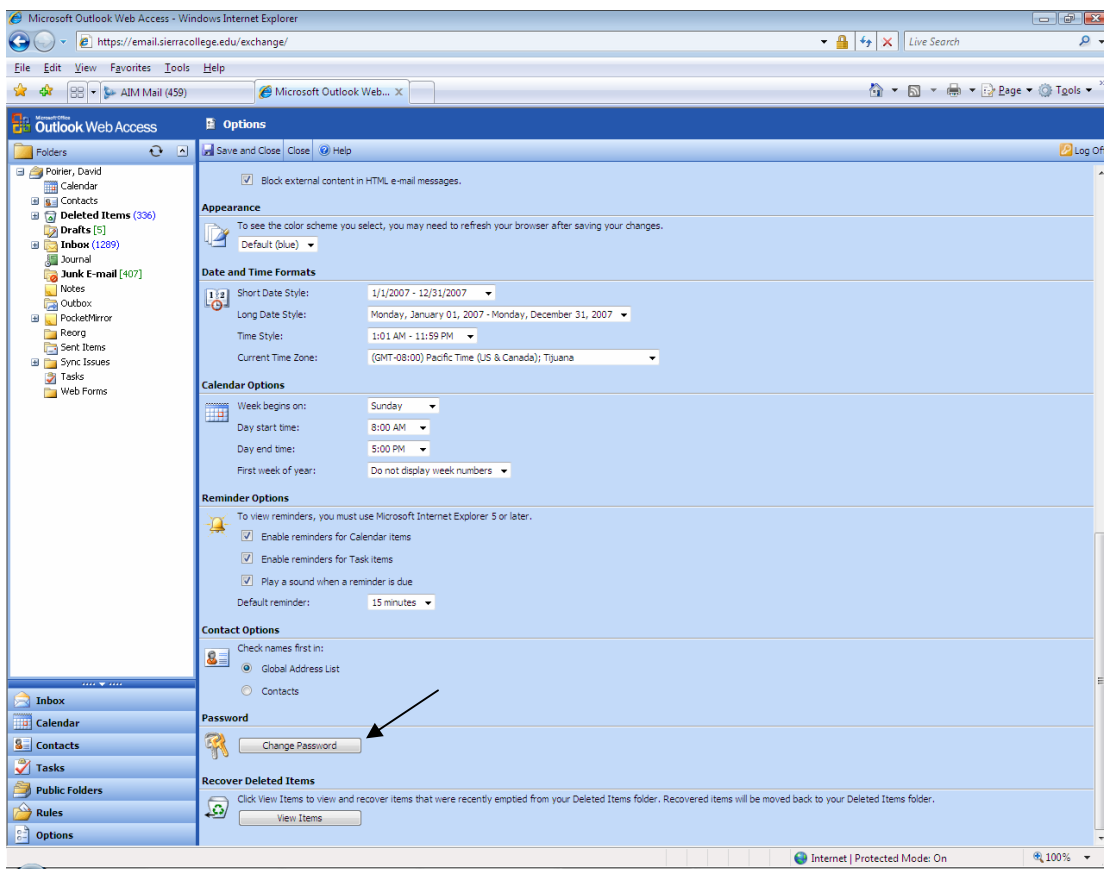 Microsoft Outlook Web Access - Windows Internet Explorer
https://email.sierracollege.edu/exchange/
Live Search
File Edit View Favorites Tools Help
AIM Mail (459)
Microsoft Outlook Web...
Page Tools
Microsoft Office
Outlook Web Access
Options
Folders
Save and Close Close Help
Log Off
Poirier, David
Calendar
Contacts
Deleted Items (336)
Drafts [5]
Inbox (1289)
Journal
Junk E-mail [407]
Notes
Outbox
PocketMirror
Reorg
Sent Items
Sync Issues
Tasks
Web Forms
Block external content in HTML e-mail messages.
Appearance
To see the color scheme you select, you may need to refresh your browser after saving your changes.
Default (blue)
Date and Time Formats
Short Date Style: 1/1/2007 - 12/31/2007
Long Date Style: Monday, January 01, 2007 - Monday, December 31, 2007
Time Style: 1:01 AM - 11:59 PM
Current Time Zone: (GMT-08:00) Pacific Time (US & Canada); Tijuana
Calendar Options
Week begins on: Sunday
Day start time: 8:00 AM
Day end time: 5:00 PM
First week of year: Do not display week numbers
Reminder Options
To view reminders, you must use Microsoft Internet Explorer 5 or later.
Enable reminders for Calendar items
Enable reminders for Task items
Play a sound when a reminder is due
Default reminder: 15 minutes
Contact Options
Check names first in:
Global Address List
Contacts
Password
Change Password
Recover Deleted Items
Click View Items to view and recover items that were recently emptied from your Deleted Items folder. Recovered items will be moved back to your Deleted Items folder.
View Items
Inbox
Calendar
Contacts
Tasks
Public Folders
Rules
Options
Internet | Protected Mode: On
100%